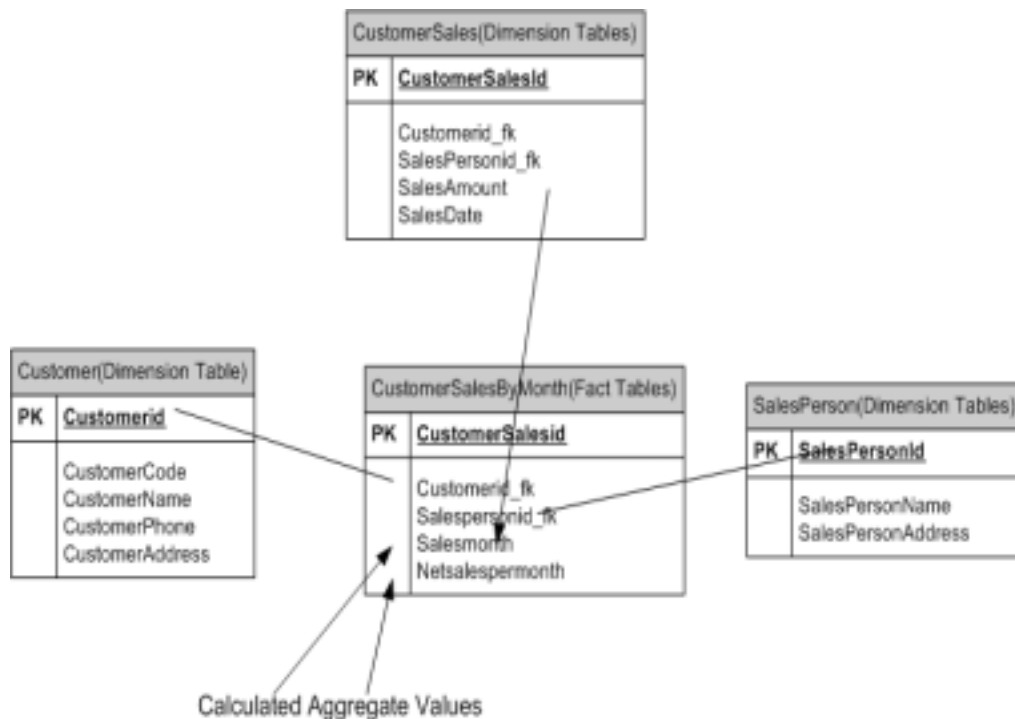 CustomerSales(Dimension Tables)
PK CustomerSalesId
Customerid_fk
SalesPersonid_fk
SalesAmount
SalesDate
Customer(Dimension Table)
PK Customerid
CustomerCode
CustomerName
CustomerPhone
CustomerAddress
CustomerSalesByMonth(Fact Tables)
PK CustomerSalesid
Customerid_fk
Salespersonid_fk
Salesmonth
Netsalespermonth
SalesPerson(Dimension Tables)
PK SalesPersonId
SalesPersonName
SalesPersonAddress
Calculated Aggregate Values